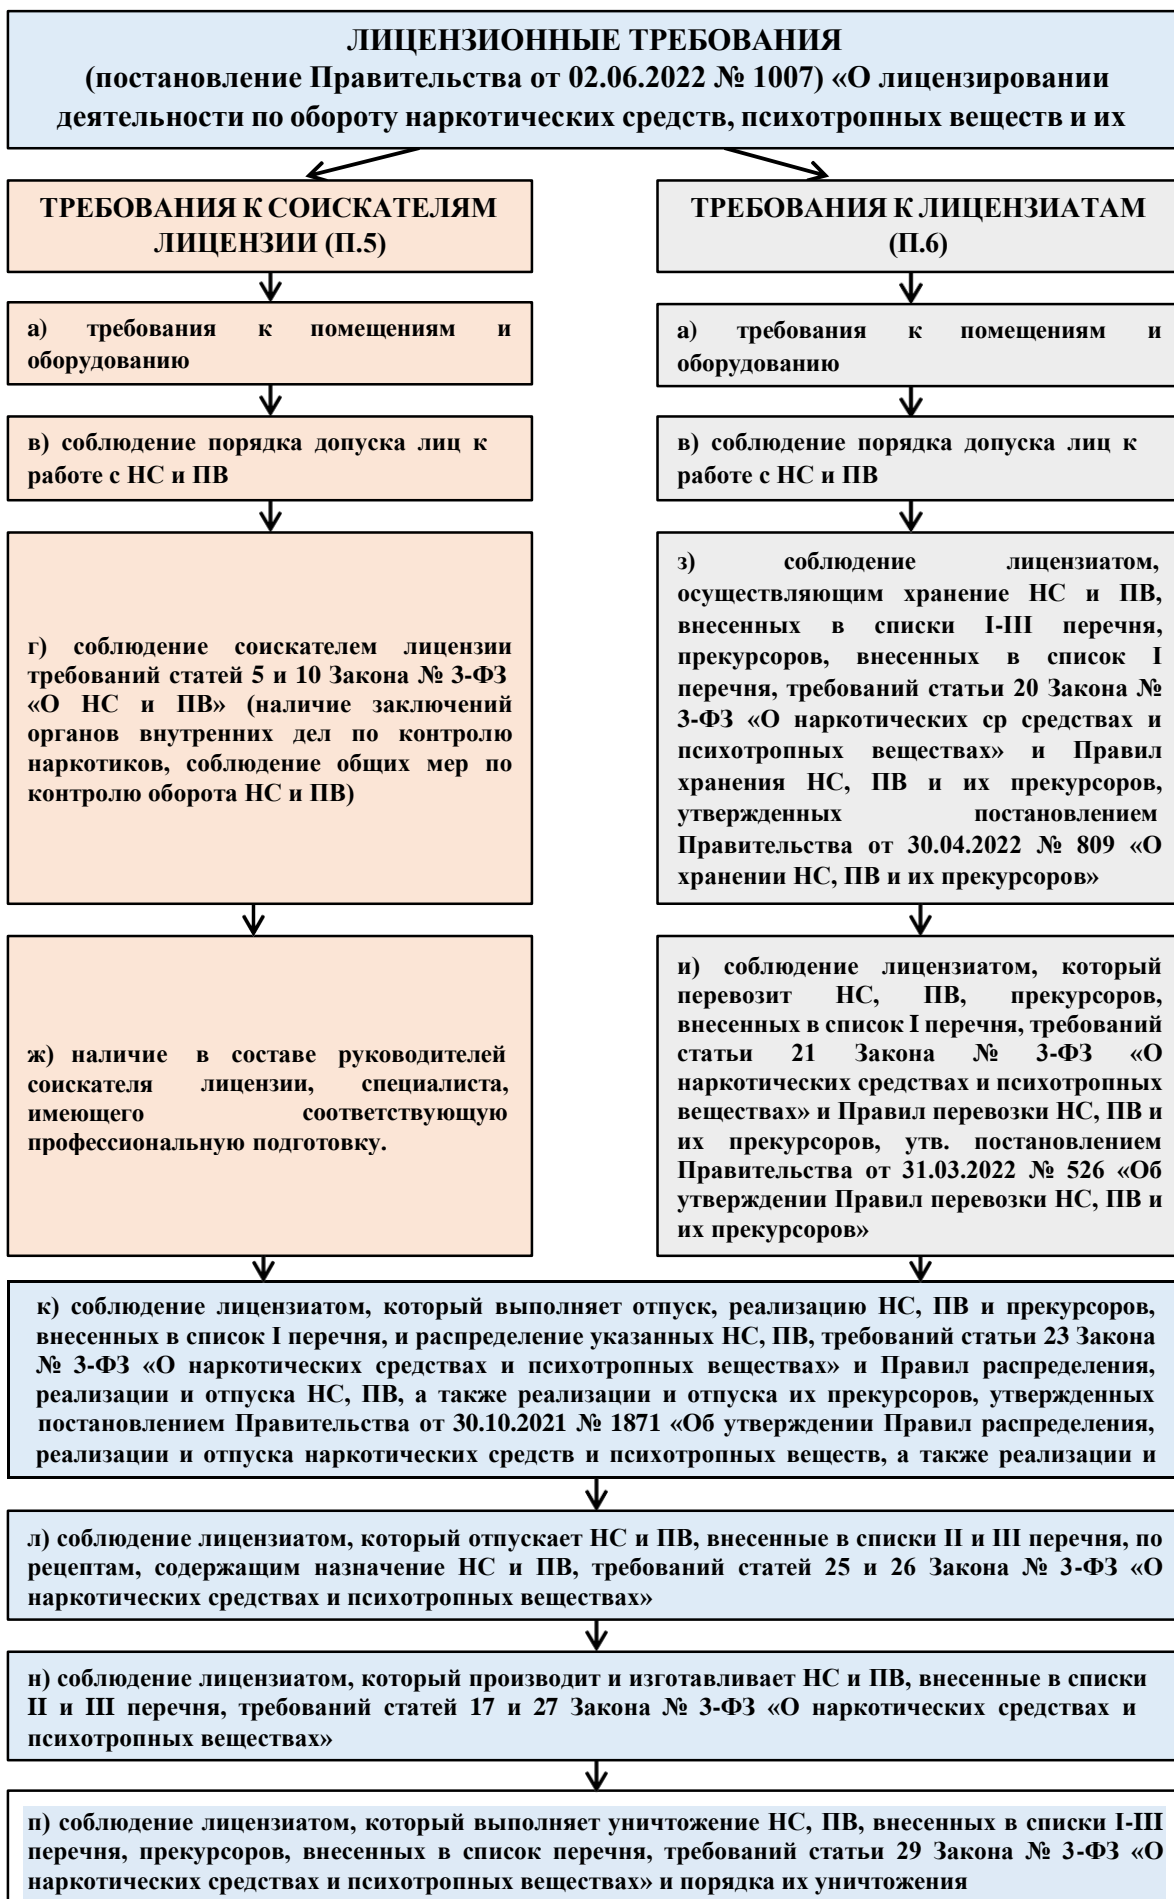 ЛИЦЕНЗИОННЫЕ ТРЕБОВАНИЯ
(постановление Правительства от 02.06.2022 № 1007) «О лицензировании
деятельности по обороту наркотических средств, психотропных веществ и их
ТРЕБОВАНИЯ К СОИСКАТЕЛЯМ
ЛИЦЕНЗИИ (П.5)
а) требования к помещениям и
оборудованию
в) соблюдение порядка допуска лиц к
работе с НС и ПВ
г) соблюдение соискателем лицензии
требований статей 5 и 10 Закона № 3-ФЗ
«О НС и ПВ» (наличие заключений
органов внутренних дел по контролю
наркотиков, соблюдение общих мер по
контролю оборота НС и ПВ)
ж) наличие в составе руководителей
соискателя лицензии, специалиста,
имеющего соответствующую
профессиональную подготовку.
ТРЕБОВАНИЯ К ЛИЦЕНЗИАТАМ
(П.6)
а) требования к помещениям и
оборудованию
в) соблюдение порядка допуска лиц к
работе с НС и ПВ
з) соблюдение лицензиатом,
осуществляющим хранение НС и ПВ,
внесенных в списки I-III перечня,
прекурсоров, внесенных в список I
перечня, требований статьи 20 Закона №
3-ФЗ «О наркотических ср средствах и
психотропных веществах» и Правил
хранения НС, ПВ и их прекурсоров,
утвержденных постановлением
Правительства от 30.04.2022 № 809 «О
хранении НС, ПВ и их прекурсоров»
и) соблюдение лицензиатом, который
перевозит НС, ПВ, прекурсоров,
внесенных в список I перечня, требований
статьи 21 Закона № 3-ФЗ «О
наркотических средствах и психотропных
веществах» и Правил перевозки НС, ПВ и
их прекурсоров, утв. постановлением
Правительства от 31.03.2022 № 526 «Об
утверждении Правил перевозки НС, ПВ и
их прекурсоров»
к) соблюдение лицензиатом, который выполняет отпуск, реализацию НС, ПВ и прекурсоров,
внесенных в список I перечня, и распределение указанных НС, ПВ, требований статьи 23 Закона
№ 3-ФЗ «О наркотических средствах и психотропных веществах» и Правил распределения,
реализации и отпуска НС, ПВ, а также реализации и отпуска их прекурсоров, утвержденных
постановлением Правительства от 30.10.2021 № 1871 «Об утверждении Правил распределения,
реализации и отпуска наркотических средств и психотропных веществ, а также реализации и
л) соблюдение лицензиатом, который отпускает НС и ПВ, внесенные в списки II и III перечня, по
рецептам, содержащим назначение НС и ПВ, требований статей 25 и 26 Закона № 3-ФЗ «О
наркотических средствах и психотропных веществах»
н) соблюдение лицензиатом, который производит и изготавливает НС и ПВ, внесенные в списки
II и III перечня, требований статей 17 и 27 Закона № 3-ФЗ «О наркотических средствах и
психотропных веществах»
п) соблюдение лицензиатом, который выполняет уничтожение НС, ПВ, внесенных в списки I-III
перечня, прекурсоров, внесенных в список перечня, требований статьи 29 Закона № 3-ФЗ «О
наркотических средствах и психотропных веществах» и порядка их уничтожения